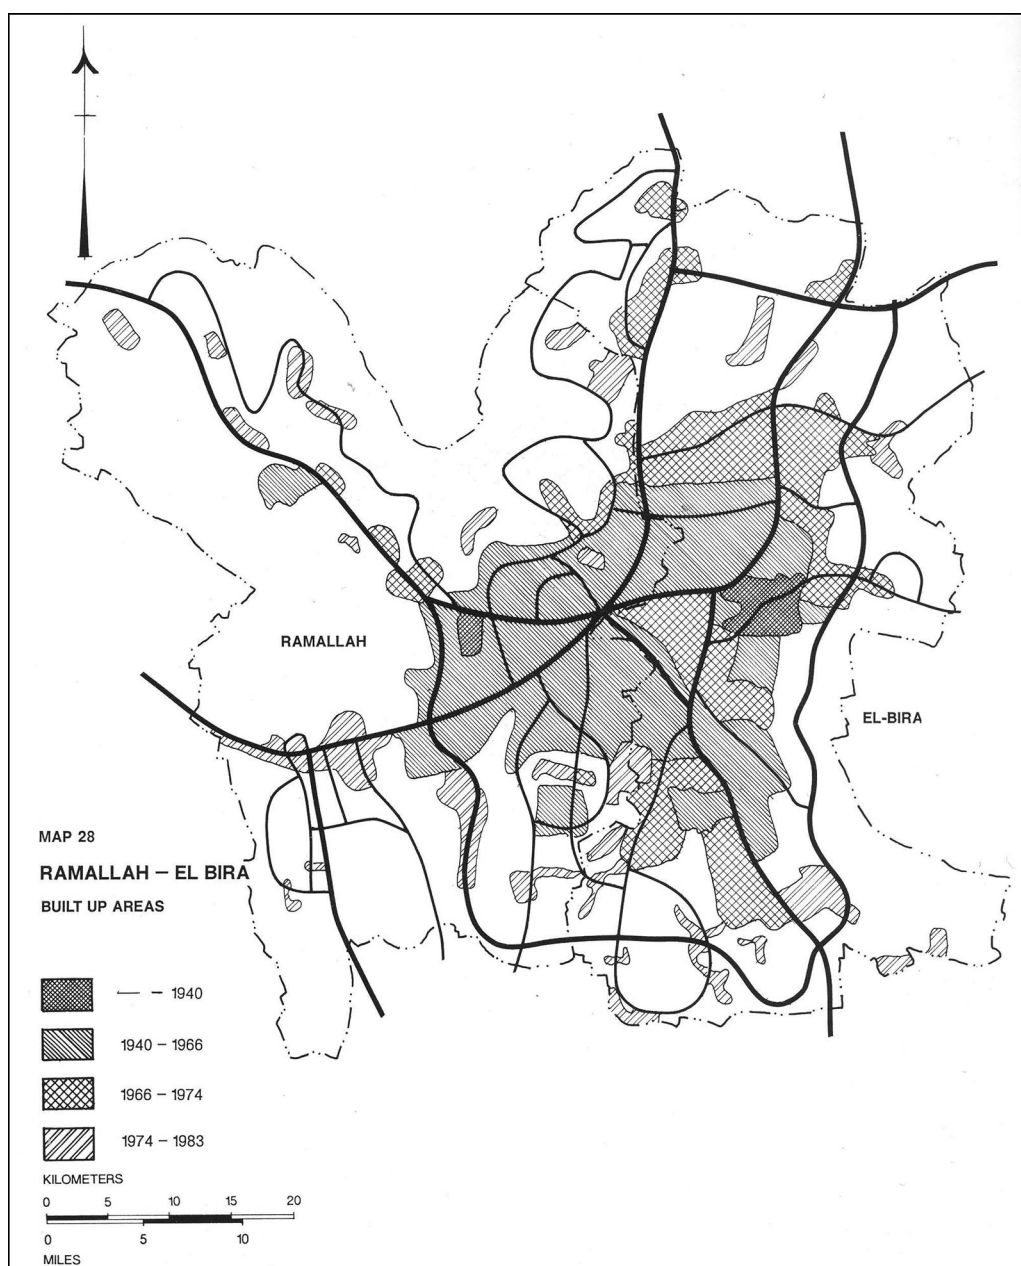 RAMALLAH
EL-BIRA
MAP 28
RAMALLAH – EL BIRA
BUILT UP AREAS
— – 1940
1940 – 1966
1966 – 1974
1974 – 1983
KILOMETERS
0 5 10 15 20
0 5 10
MILES